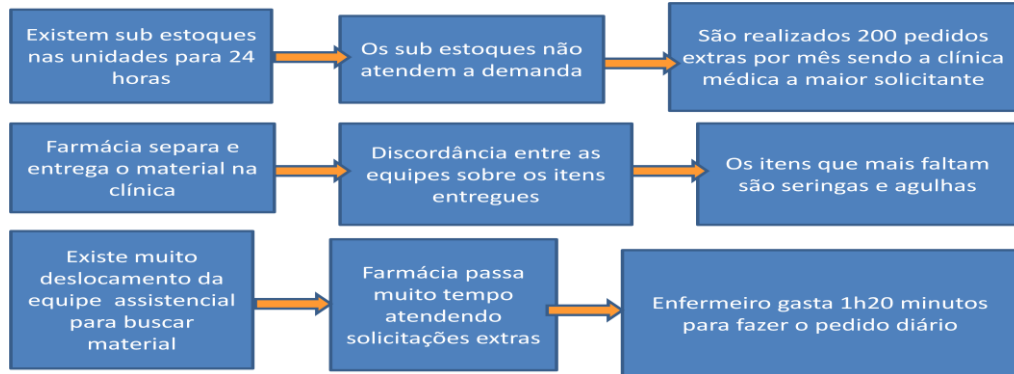 Existem sub estoques
nas unidades para 24
horas
Os sub estoques não
atendem a demanda
São realizados 200 pedidos
extras por mês sendo a clínica
médica a maior solicitante
Farmácia separa e
entrega o material na
clínica
Discordância entre as
equipes sobre os itens
entregues
Os itens que mais faltam
são seringas e agulhas
Existe muito
deslocamento da
equipe assistencial
para buscar
material
Farmácia passa
muito tempo
atendendo
solicitações extras
Enfermeiro gasta 1h20 minutos
para fazer o pedido diário